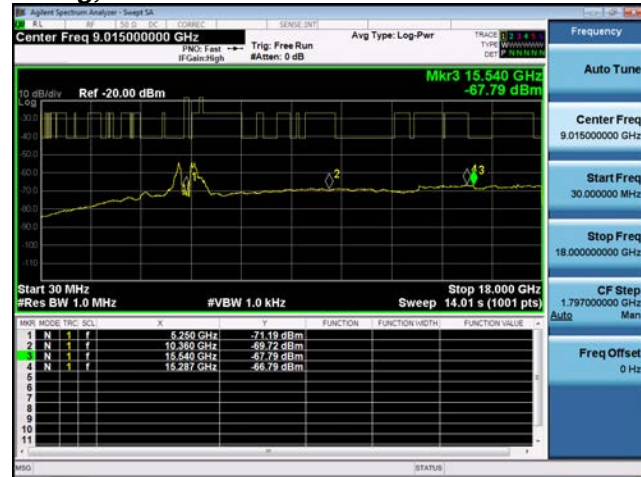 Agilent Spectrum Analyzer - Swept SA
RL RF 50 Ω DC CORREC SENSE:INT
Center Freq 9.015000000 GHz
PNO: Fast
IFGain:High
Trig: Free Run
#Atten: 0 dB
Avg Type: Log-Pwr
TRACE 1 2 3 4 5 6
TYPE
DET P N N N N N
Mkr3 15.540 GHz
-67.79 dBm
10 dB/div Ref -20.00 dBm
Log
-30.0
-40.0
-50.0
-60.0
-70.0
-80.0
-90.0
-100
-110
1
2
4 3
Start 30 MHz
Stop 18.000 GHz
#Res BW 1.0 MHz
#VBW 1.0 kHz
Sweep 14.01 s (1001 pts)
MKR MODE TRC SCL X Y FUNCTION FUNCTION WIDTH FUNCTION VALUE
1 N 1 f 5.250 GHz -71.19 dBm
2 N 1 f 10.360 GHz -69.72 dBm
3 N 1 f 15.540 GHz -67.79 dBm
4 N 1 f 15.287 GHz -66.79 dBm
5
6
7
8
9
10
11
MSG
STATUS
Frequency
Auto Tune
Center Freq
9.015000000 GHz
Start Freq
30.000000 MHz
Stop Freq
18.000000000 GHz
CF Step
1.797000000 GHz
Auto Man
Freq Offset
0 Hz